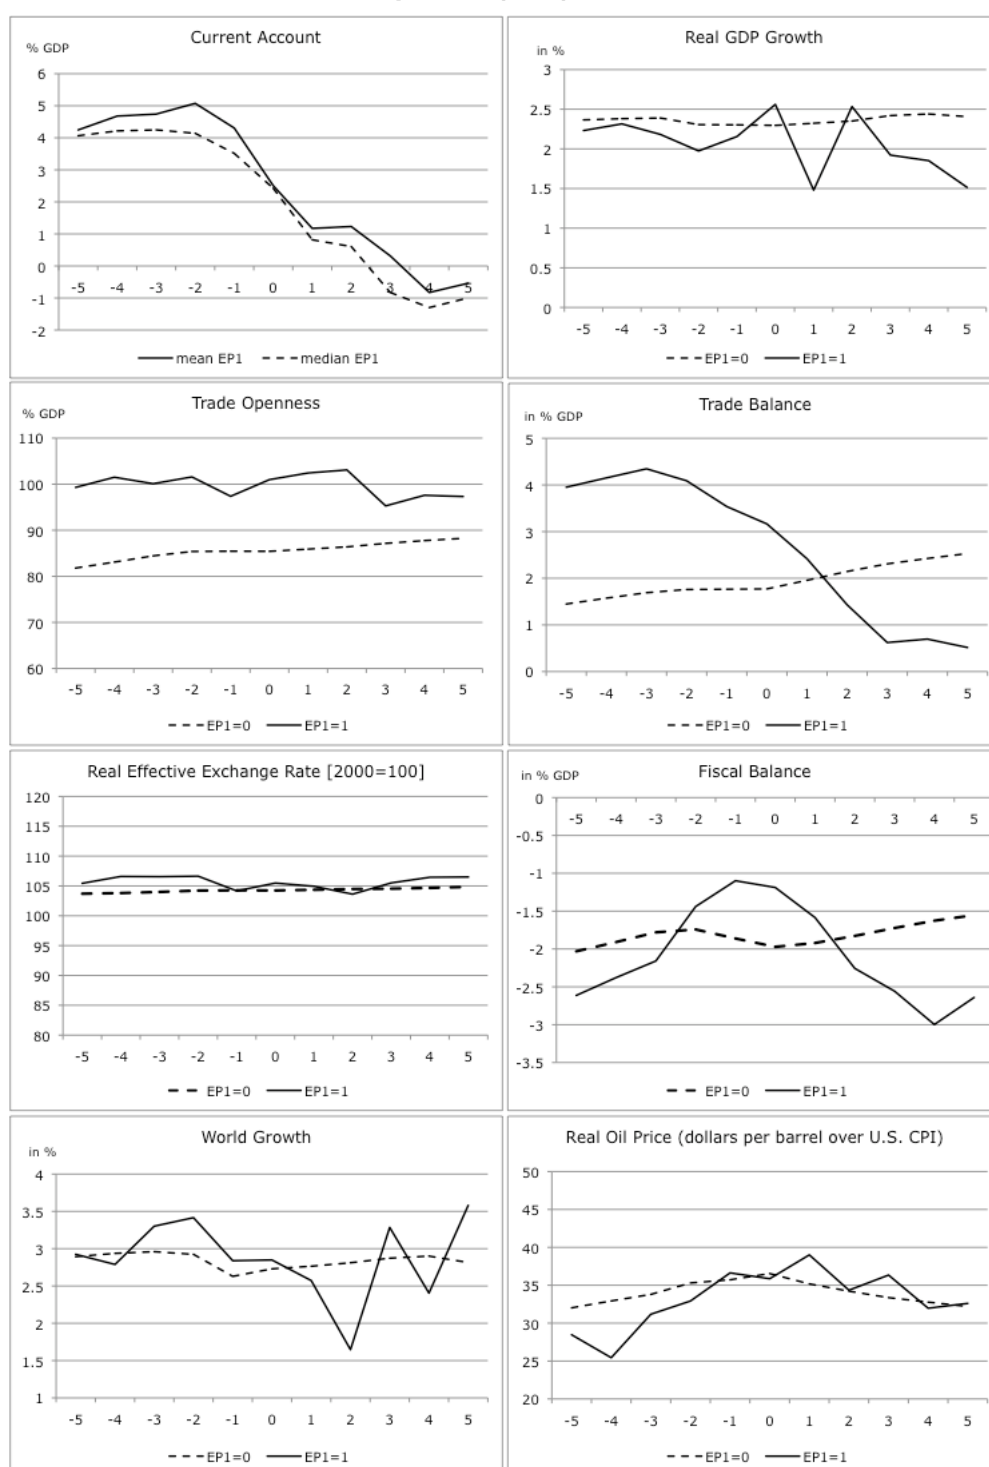 Current Account
% GDP
6
5
4
3
2
1
0
-1
-2
-5 -4 -3 -2 -1 0 1 2 3 4 5
mean EP1 median EP1
Real GDP Growth
in %
3
2.5
2
1.5
1
0.5
0
-5 -4 -3 -2 -1 0 1 2 3 4 5
EP1=0 EP1=1
Trade Openness
% GDP
110
100
90
80
70
60
-5 -4 -3 -2 -1 0 1 2 3 4 5
EP1=0 EP1=1
Trade Balance
in % GDP
5
4
3
2
1
0
-5 -4 -3 -2 -1 0 1 2 3 4 5
EP1=0 EP1=1
Real Effective Exchange Rate [2000=100]
120
115
110
105
100
95
90
85
80
-5 -4 -3 -2 -1 0 1 2 3 4 5
EP1=0 EP1=1
Fiscal Balance
in % GDP
0
-5 -4 -3 -2 -1 0 1 2 3 4 5
-0.5
-1
-1.5
-2
-2.5
-3
-3.5
EP1=0 EP1=1
World Growth
in %
4
3.5
3
2.5
2
1.5
1
-5 -4 -3 -2 -1 0 1 2 3 4 5
EP1=0 EP1=1
Real Oil Price (dollars per barrel over U.S. CPI)
50
45
40
35
30
25
20
-5 -4 -3 -2 -1 0 1 2 3 4 5
EP1=0 EP1=1